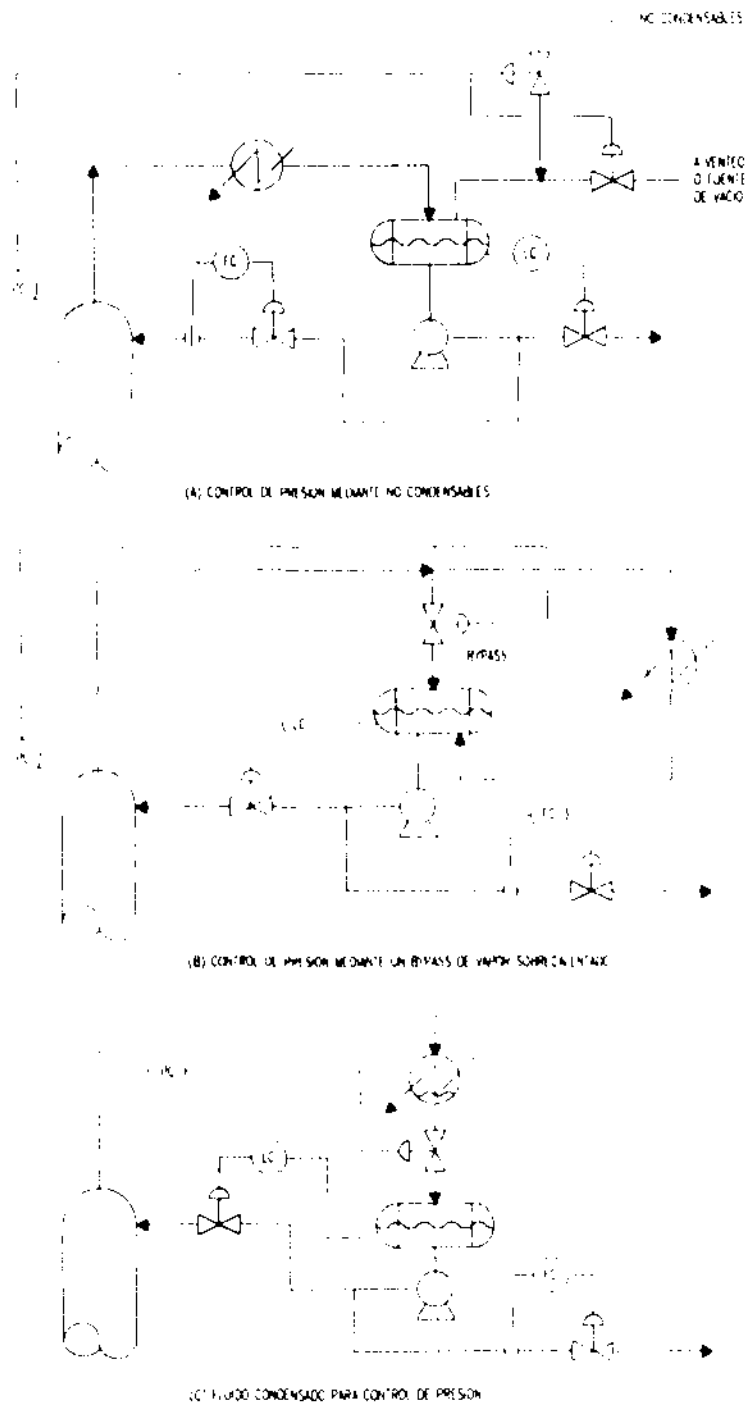 NO CONDENSABLES
A VENTEO
O FUENTE
DE VACIO
FC
LC
(A) CONTROL DE PRESION MEDIANTE NO CONDENSABLES
BYPASS
(B) CONTROL DE PRESION MEDIANTE UN BYPASS DE VAPOR SOBRECALENTADO
LC
(C) FLUIDO CONDENSADO PARA CONTROL DE PRESION